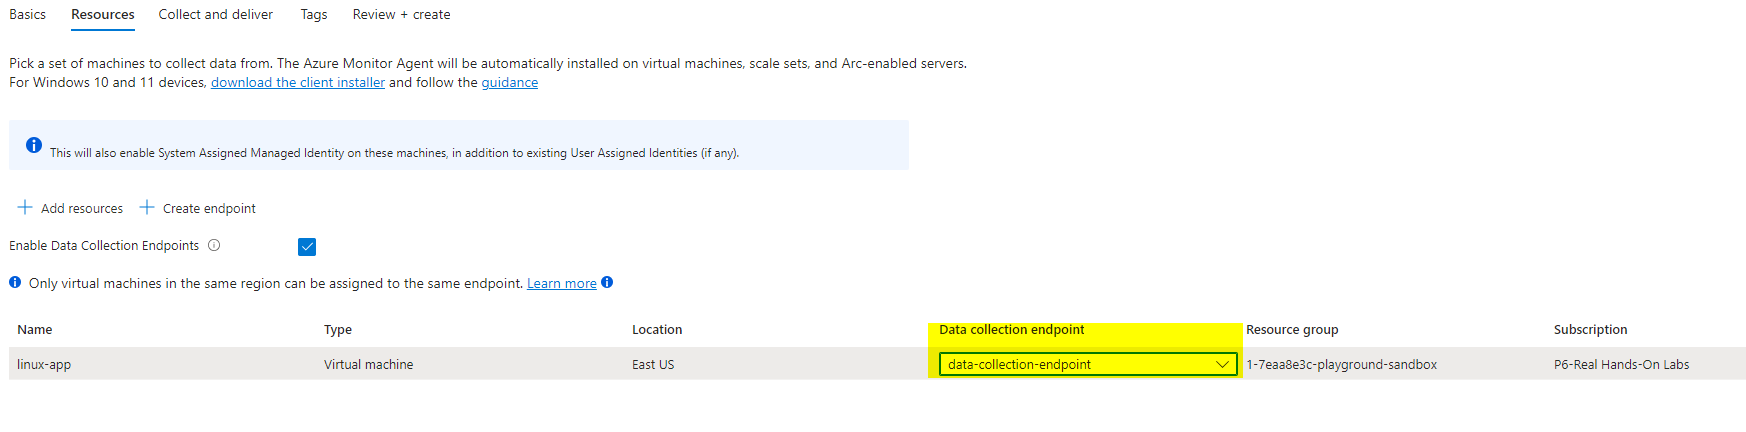 Basics Resources Collect and deliver Tags Review + create
Pick a set of machines to collect data from. The Azure Monitor Agent will be automatically installed on virtual machines, scale sets, and Arc-enabled servers.
For Windows 10 and 11 devices, download the client installer and follow the guidance
This will also enable System Assigned Managed Identity on these machines, in addition to existing User Assigned Identities (if any).
Add resources Create endpoint
Enable Data Collection Endpoints
Only virtual machines in the same region can be assigned to the same endpoint. Learn more
Name Type Location Data collection endpoint Resource group Subscription
linux-app Virtual machine East US data-collection-endpoint 1-7eaa8e3c-playground-sandbox P6-Real Hands-On Labs